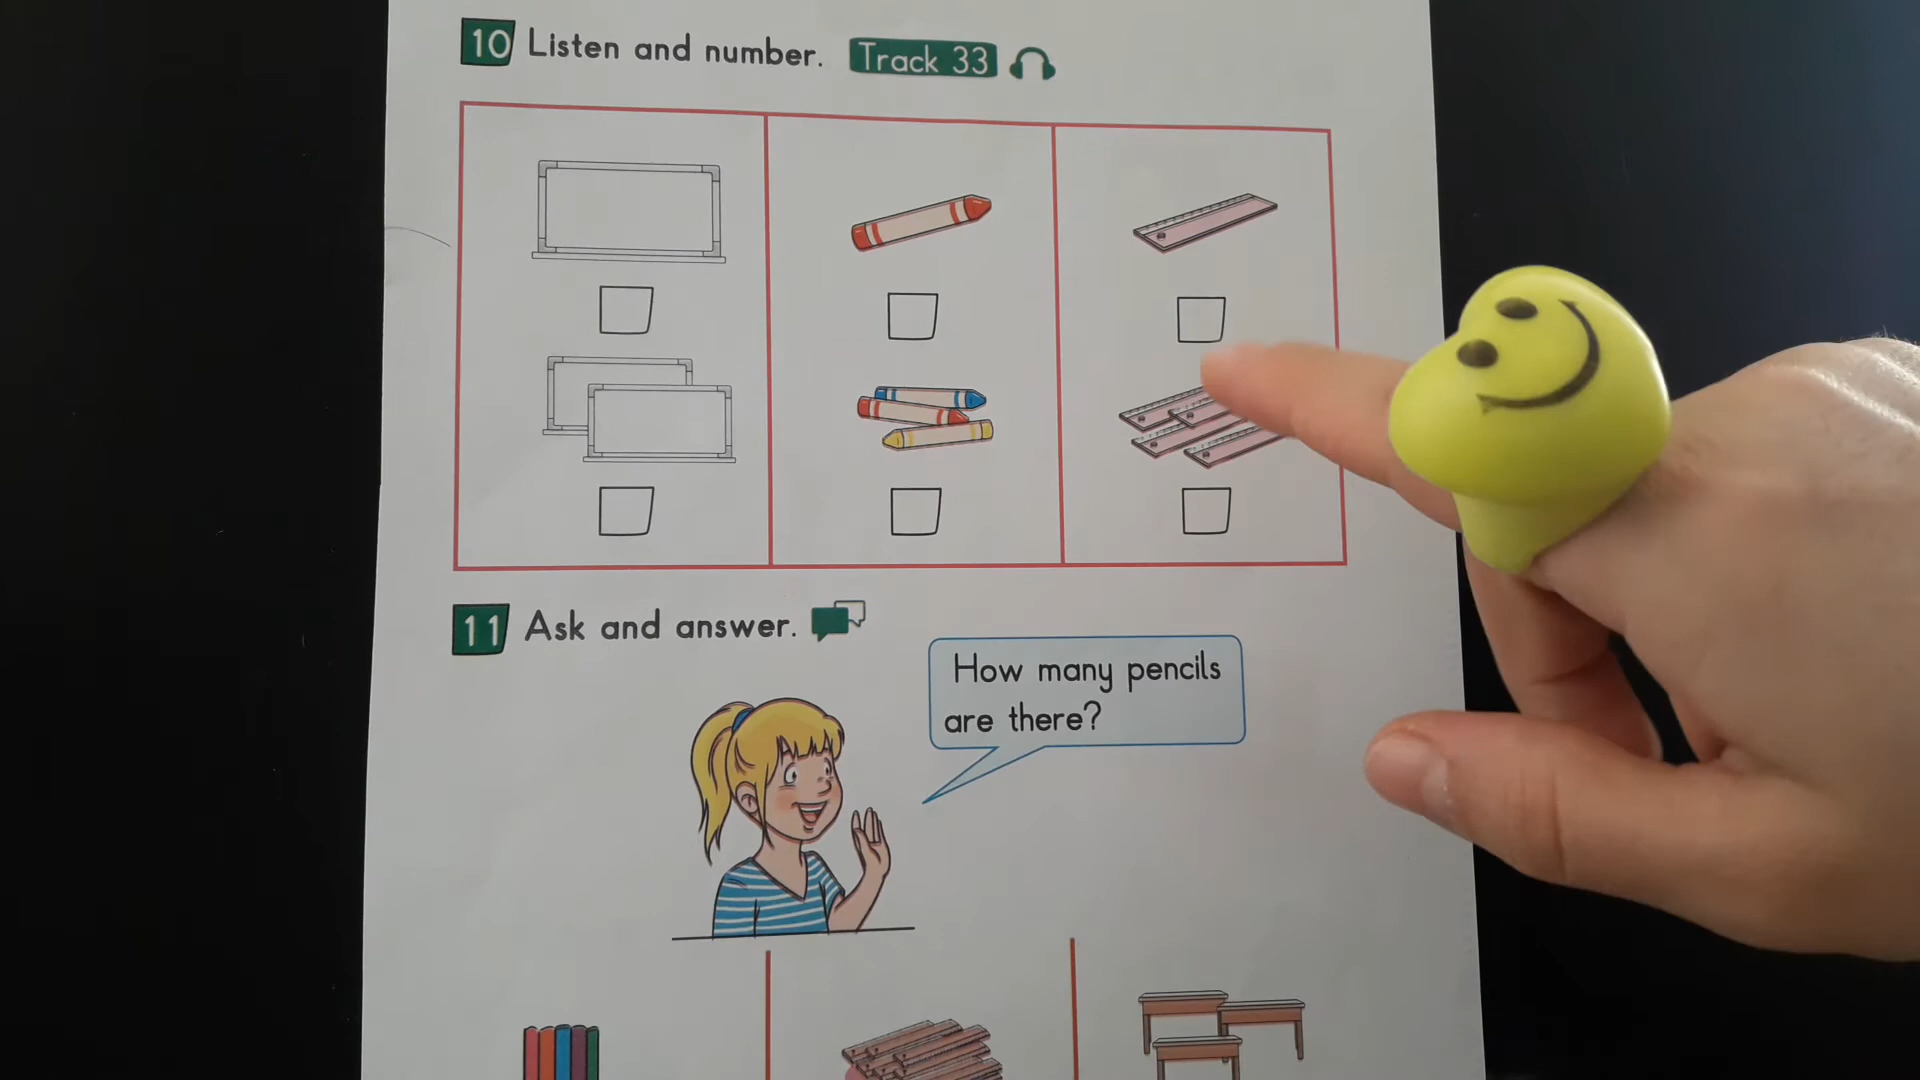 10 Listen and number. Track 33
11 Ask and answer.
How many pencils
are there?